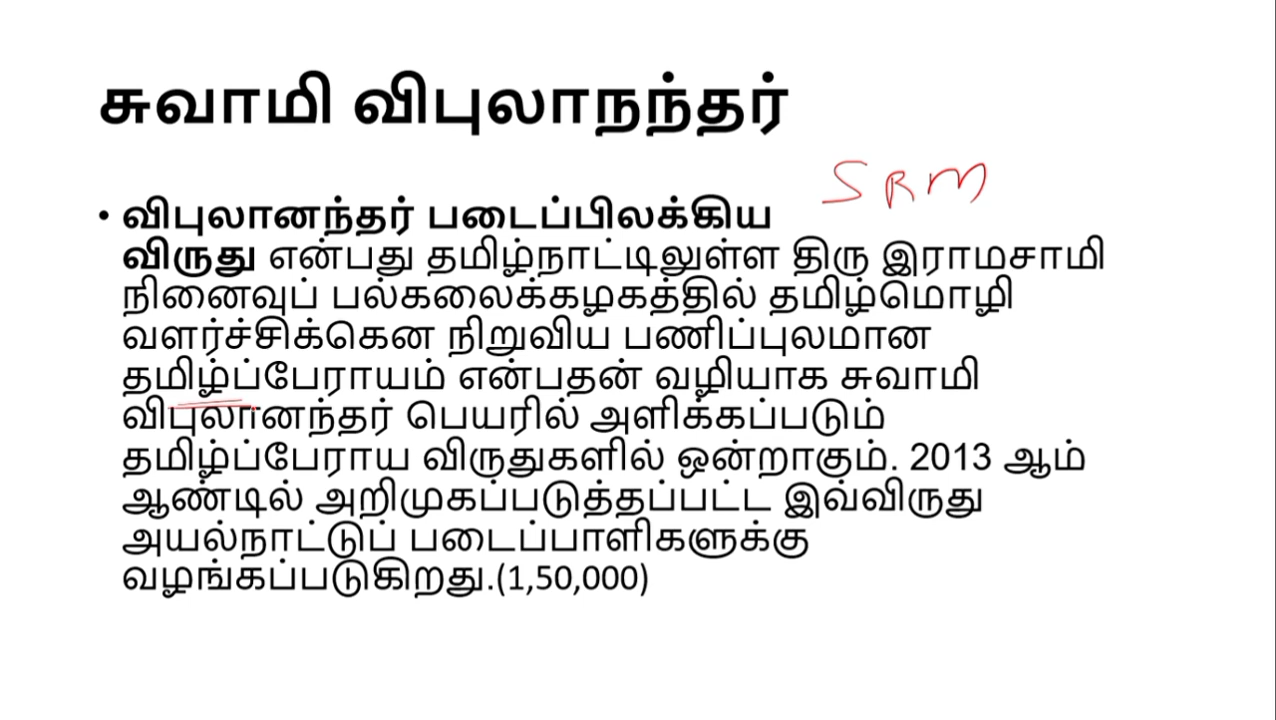 சுவாமி விபுலாநந்தர்
SRM
• விபுலானந்தர் படைப்பிலக்கிய
விருது என்பது தமிழ்நாட்டிலுள்ள திரு இராமசாமி
நினைவுப் பல்கலைக்கழகத்தில் தமிழ்மொழி
வளர்ச்சிக்கென நிறுவிய பணிப்புலமான
தமிழ்ப்பேராயம் என்பதன் வழியாக சுவாமி
விபுலானந்தர் பெயரில் அளிக்கப்படும்
தமிழ்ப்பேராய விருதுகளில் ஒன்றாகும். 2013 ஆம்
ஆண்டில் அறிமுகப்படுத்தப்பட்ட இவ்விருது
அயல்நாட்டுப் படைப்பாளிகளுக்கு
வழங்கப்படுகிறது.(1,50,000)